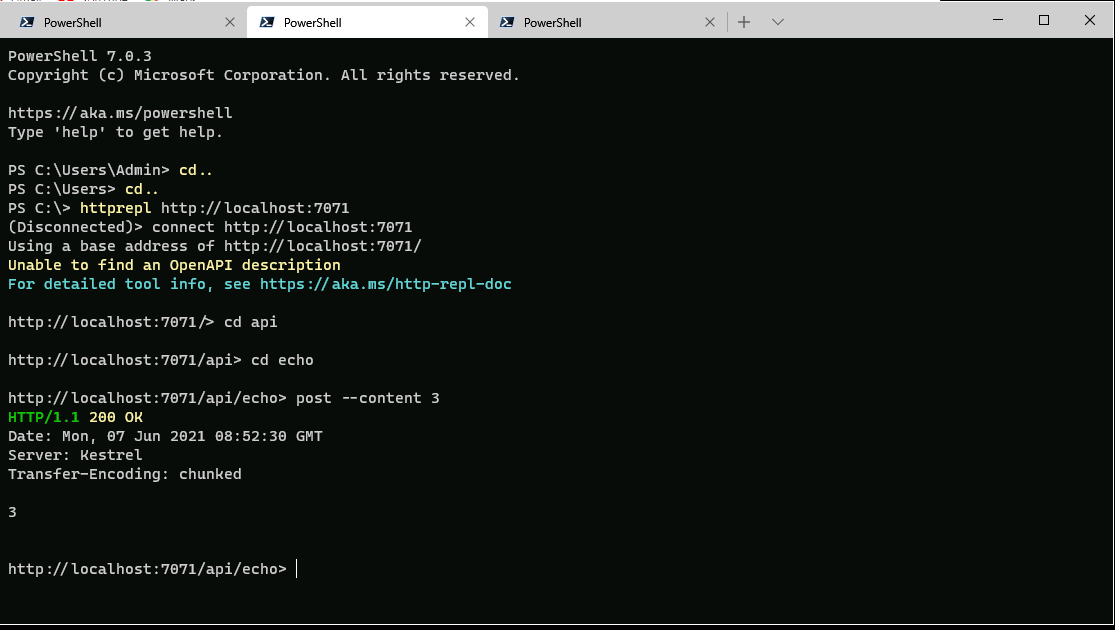 PowerShell
PowerShell
PowerShell
PowerShell 7.0.3
Copyright (c) Microsoft Corporation. All rights reserved.
https://aka.ms/powershell
Type 'help' to get help.
PS C:\Users\Admin> cd..
PS C:\Users> cd..
PS C:\> httprepl http://localhost:7071
(Disconnected)> connect http://localhost:7071
Using a base address of http://localhost:7071/
Unable to find an OpenAPI description
For detailed tool info, see https://aka.ms/http-repl-doc
http://localhost:7071/> cd api
http://localhost:7071/api> cd echo
http://localhost:7071/api/echo> post --content 3
HTTP/1.1 200 OK
Date: Mon, 07 Jun 2021 08:52:30 GMT
Server: Kestrel
Transfer-Encoding: chunked
3
http://localhost:7071/api/echo>